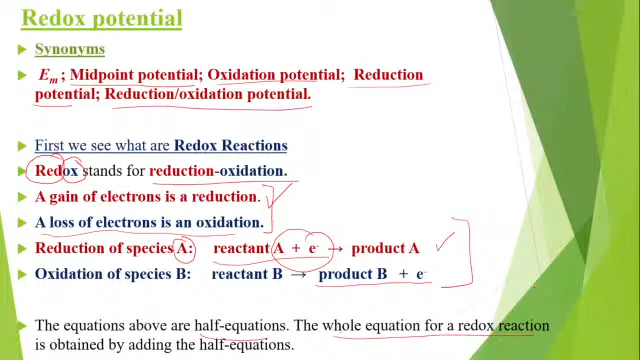 Redox potential
Synonyms
Em ; Midpoint potential; Oxidation potential; Reduction
potential; Reduction/oxidation potential.
First we see what are Redox Reactions
Redox stands for reduction-oxidation.
A gain of electrons is a reduction.
A loss of electrons is an oxidation.
Reduction of species A: reactant A + e⁻ → product A
Oxidation of species B: reactant B → product B + e⁻
The equations above are half-equations. The whole equation for a redox reaction
is obtained by adding the half-equations.